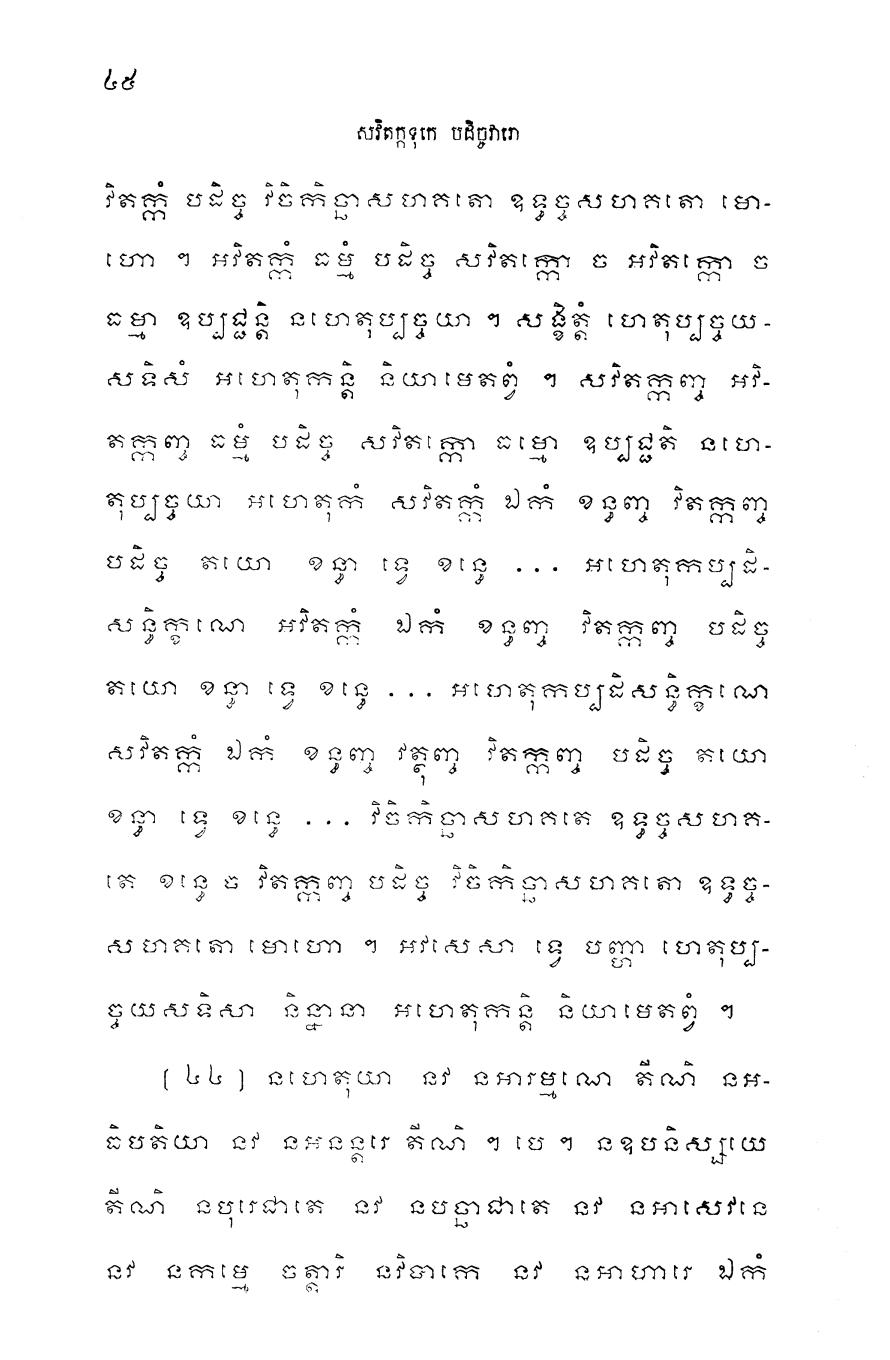 ៤៥
សវិតក្កទុកេ បដិច្ចវារោ
វិតក្កំ បដិច្ច វិចិកិច្ឆាសហគតោ ឧទ្ធច្ចសហគតោ មោ-
ហោ ។ អវិតក្កំ ធម្មំ បដិច្ច សវិតក្កោ ច អវិតក្កោ ច
ធម្មា ឧប្បជ្ជន្តិ នហេតុប្បច្ចយា ។ សង្ខិត្តំ ហេតុប្បច្ចយ-
សទិសំ អហេតុកន្តិ និយាមេតព្វំ ។ សវិតក្កញ្ច អវិ-
តក្កញ្ច ធម្មំ បដិច្ច សវិតក្កោ ធម្មោ ឧប្បជ្ជតិ នហេ-
តុប្បច្ចយា អហេតុកំ សវិតក្កំ ឯកំ ខន្ធញ្ច វិតក្កញ្ច
បដិច្ច តយោ ខន្ធា ទ្វេ ខន្ធេ ... អហេតុកប្បដិ-
សន្ធិក្ខណេ អវិតក្កំ ឯកំ ខន្ធញ្ច វិតក្កញ្ច បដិច្ច
តយោ ខន្ធា ទ្វេ ខន្ធេ ... អហេតុកប្បដិសន្ធិក្ខណេ
សវិតក្កំ ឯកំ ខន្ធញ្ច វត្ថុញ្ច វិតក្កញ្ច បដិច្ច តយោ
ខន្ធា ទ្វេ ខន្ធេ ... វិចិកិច្ឆាសហគតេ ឧទ្ធច្ចសហគ-
តេ ខន្ធេ ច វិតក្កញ្ច បដិច្ច វិចិកិច្ឆាសហគតោ ឧទ្ធច្ច-
សហគតោ មោហោ ។ អវសេសា ទ្វេ បញ្ហា ហេតុប្ប-
ច្ចយសទិសា និន្នានា អហេតុកន្តិ និយាមេតព្វំ ។
(៤៤) នហេតុយា នវ នអារម្មណេ តីណិ នអ-
ធិបតិយា នវ នអនន្តរេ តីណិ ។ បេ ។ នឧបនិស្សយេ
តីណិ នបុរេជាតេ នវ នបច្ឆាជាតេ នវ នអាសេវនេ
នវ នកម្មេ ចត្តារិ នវិបាកេ នវ នអាហារេ ឯកំ